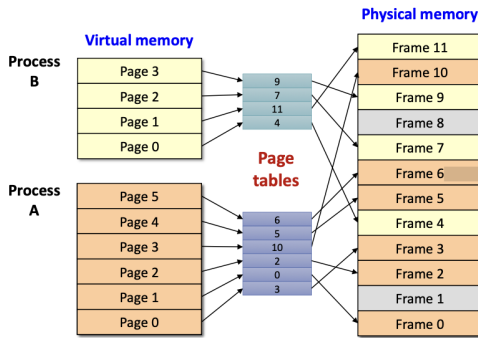 Physical memory
Virtual memory
Process
B
Page 3
Page 2
Page 1
Page 0
9
7
11
4
Page
tables
Process
A
Page 5
Page 4
Page 3
Page 2
Page 1
Page 0
6
5
10
2
0
3
Frame 11
Frame 10
Frame 9
Frame 8
Frame 7
Frame 6
Frame 5
Frame 4
Frame 3
Frame 2
Frame 1
Frame 0